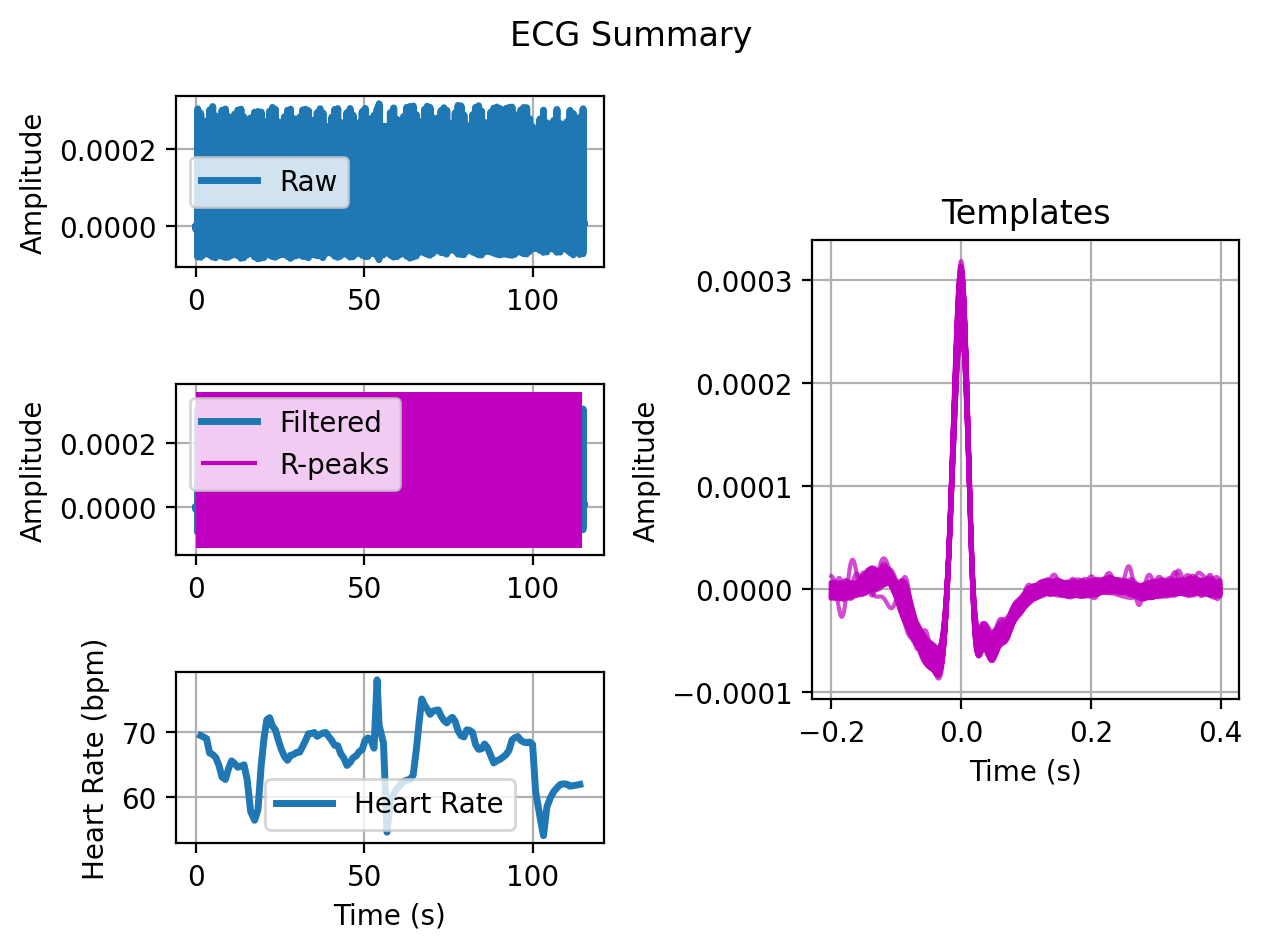 ECG Summary
Amplitude
0.0002
0.0000
Raw
0
50
100
Amplitude
0.0002
0.0000
Filtered
R-peaks
0
50
100
Heart Rate (bpm)
70
60
Heart Rate
0
50
100
Time (s)
Templates
Amplitude
0.0003
0.0002
0.0001
0.0000
−0.0001
−0.2
0.0
0.2
0.4
Time (s)